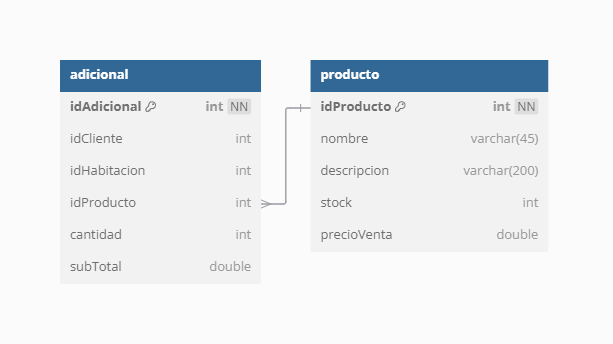 adicional
idAdicional int NN
idCliente int
idHabitacion int
idProducto int
cantidad int
subTotal double
producto
idProducto int NN
nombre varchar(45)
descripcion varchar(200)
stock int
precioVenta double